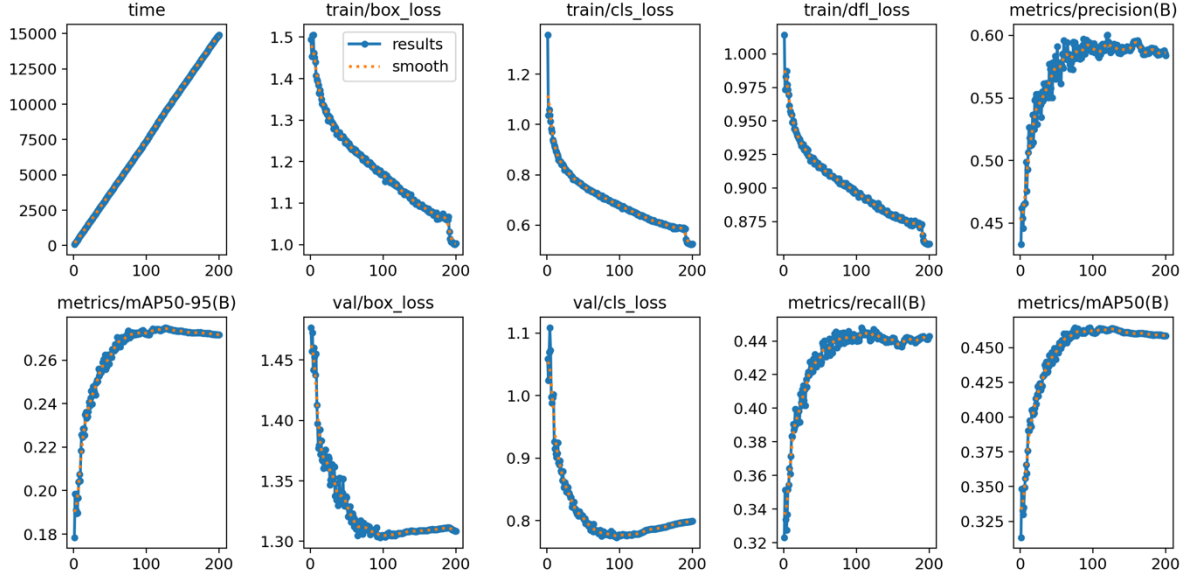 time
train/box_loss
train/cls_loss
train/dfl_loss
metrics/precision(B)
15000
12500
10000
7500
5000
2500
0
0 100 200
1.5
1.4
1.3
1.2
1.1
1.0
results
smooth
0 100 200
1.2
1.0
0.8
0.6
0 100 200
1.000
0.975
0.950
0.925
0.900
0.875
0 100 200
0.60
0.55
0.50
0.45
0 100 200
metrics/mAP50-95(B)
val/box_loss
val/cls_loss
metrics/recall(B)
metrics/mAP50(B)
0.26
0.24
0.22
0.20
0.18
0 100 200
1.45
1.40
1.35
1.30
0 100 200
1.1
1.0
0.9
0.8
0 100 200
0.44
0.42
0.40
0.38
0.36
0.34
0.32
0 100 200
0.450
0.425
0.400
0.375
0.350
0.325
0 100 200